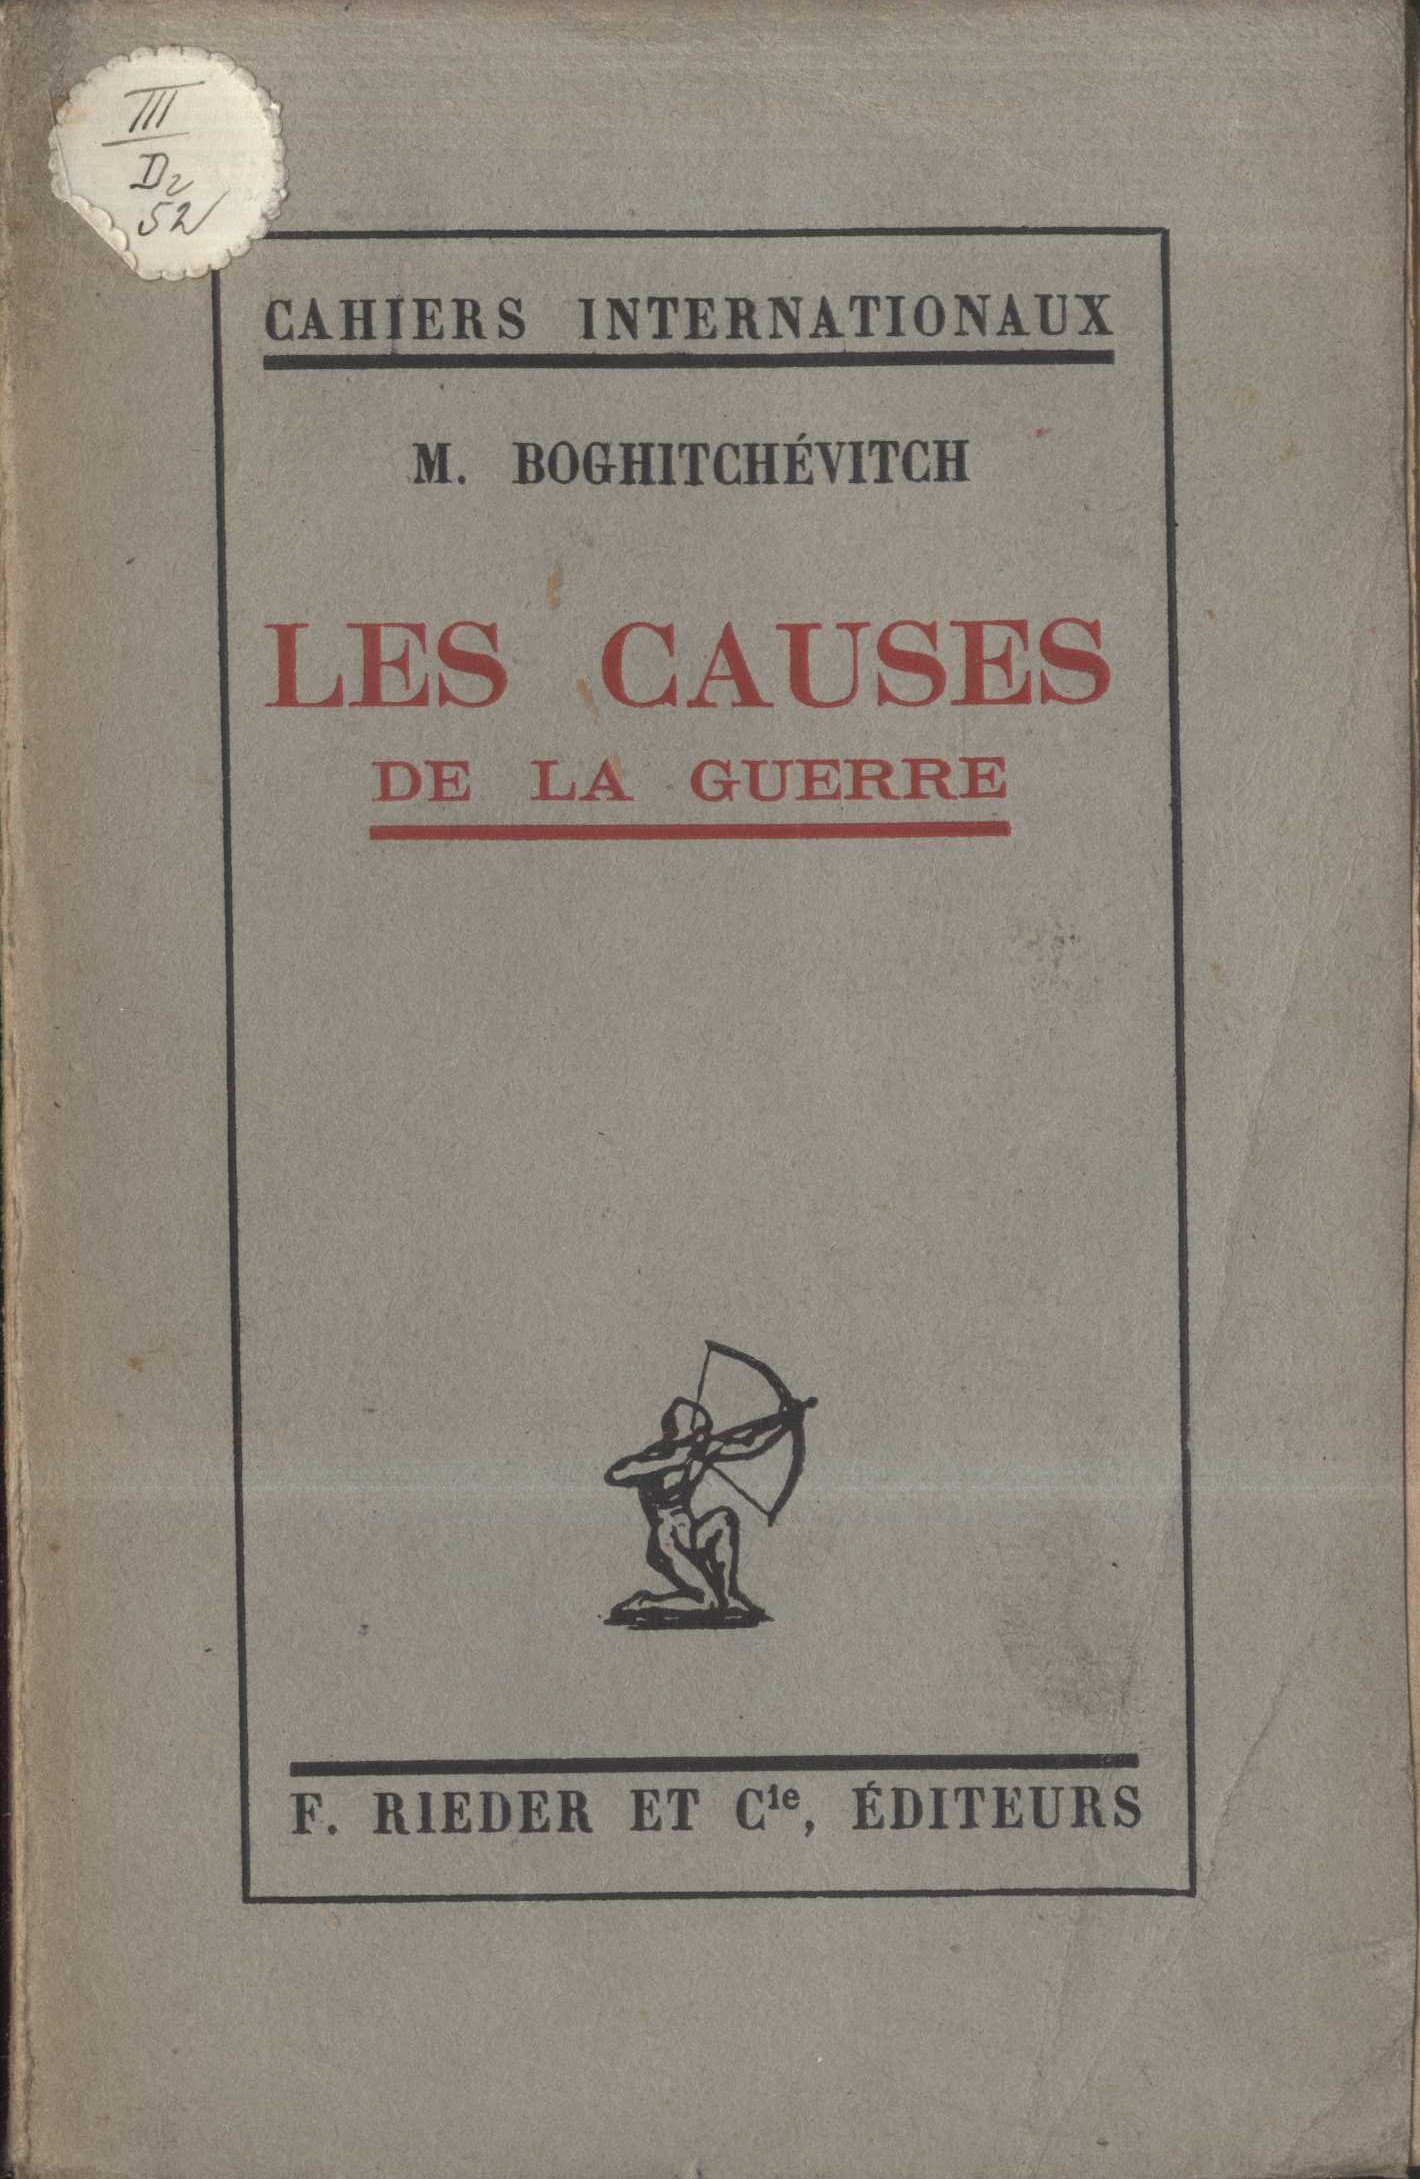 III
D2
52
CAHIERS INTERNATIONAUX
M. BOGHITCHÉVITCH
LES CAUSES
DE LA GUERRE
F. RIEDER ET Cie, ÉDITEURS